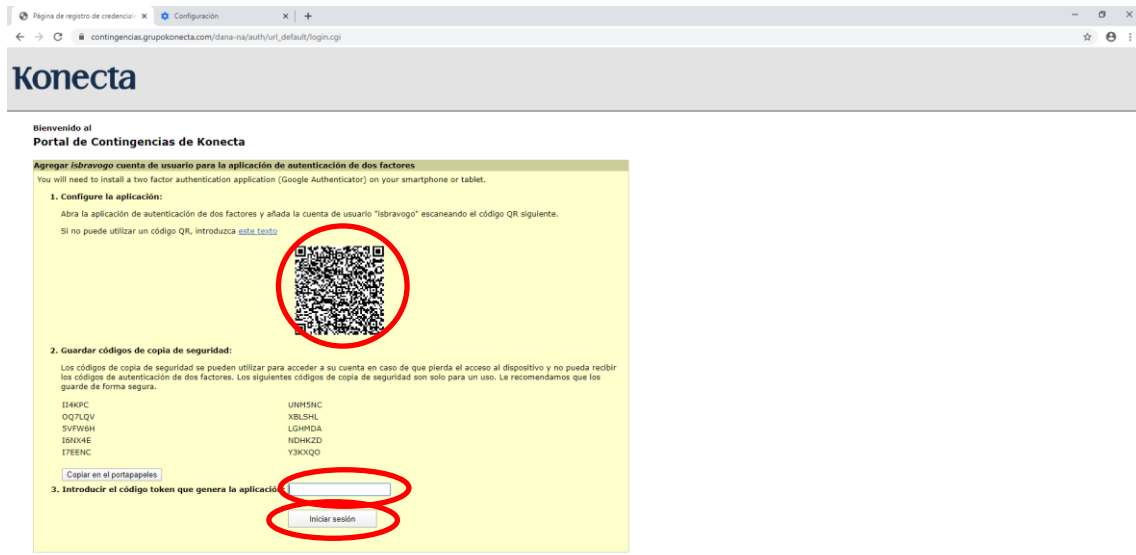 Página de registro de credencial
Configuración
contingencias.grupokonecta.com/dana-na/auth/url_default/login.cgi
Konecta
Bienvenido al
Portal de Contingencias de Konecta
Agregar isbravogo cuenta de usuario para la aplicación de autenticación de dos factores
You will need to install a two factor authentication application (Google Authenticator) on your smartphone or tablet.
1. Configure la aplicación:
Abra la aplicación de autenticación de dos factores y añada la cuenta de usuario "isbravogo" escaneando el código QR siguiente.
Si no puede utilizar un código QR, introduzca este texto
2. Guardar códigos de copia de seguridad:
Los códigos de copia de seguridad se pueden utilizar para acceder a su cuenta en caso de que pierda el acceso al dispositivo y no pueda recibir
los códigos de autenticación de dos factores. Los siguientes códigos de copia de seguridad son solo para un uso. Le recomendamos que los
guarde de forma segura.
II4KPC UNM5NC
OQ7LQV XBLSHL
5VFW6H LGHMDA
I6NX4E NDHKZD
I7EENC Y3KXQO
Copiar en el portapapeles
3. Introducir el código token que genera la aplicación:
Iniciar sesión